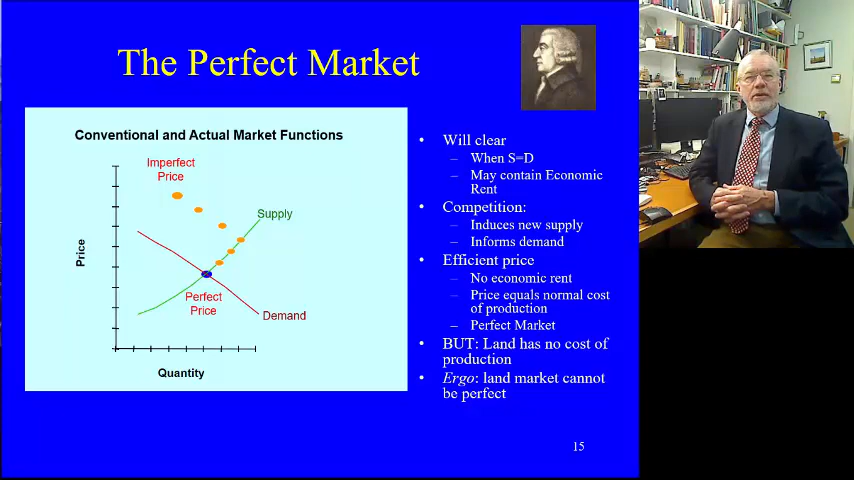 The Perfect Market
Conventional and Actual Market Functions
Imperfect
Price
Supply
Price
Perfect
Price
Demand
Quantity
• Will clear
– When S=D
– May contain Economic
Rent
• Competition:
– Induces new supply
– Informs demand
• Efficient price
– No economic rent
– Price equals normal cost
of production
– Perfect Market
• BUT: Land has no cost of
production
• Ergo: land market cannot
be perfect
15